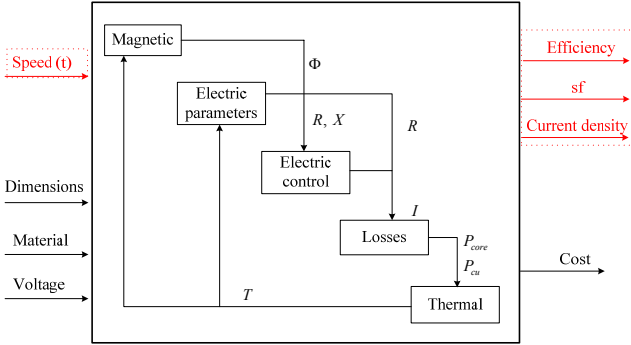 Magnetic
Speed (t)
Efficiency
Φ
sf
Electric
parameters
R, X
R
Current density
Electric
control
Dimensions
I
Losses
Material
P_core
Cost
P_cu
Voltage
T
Thermal